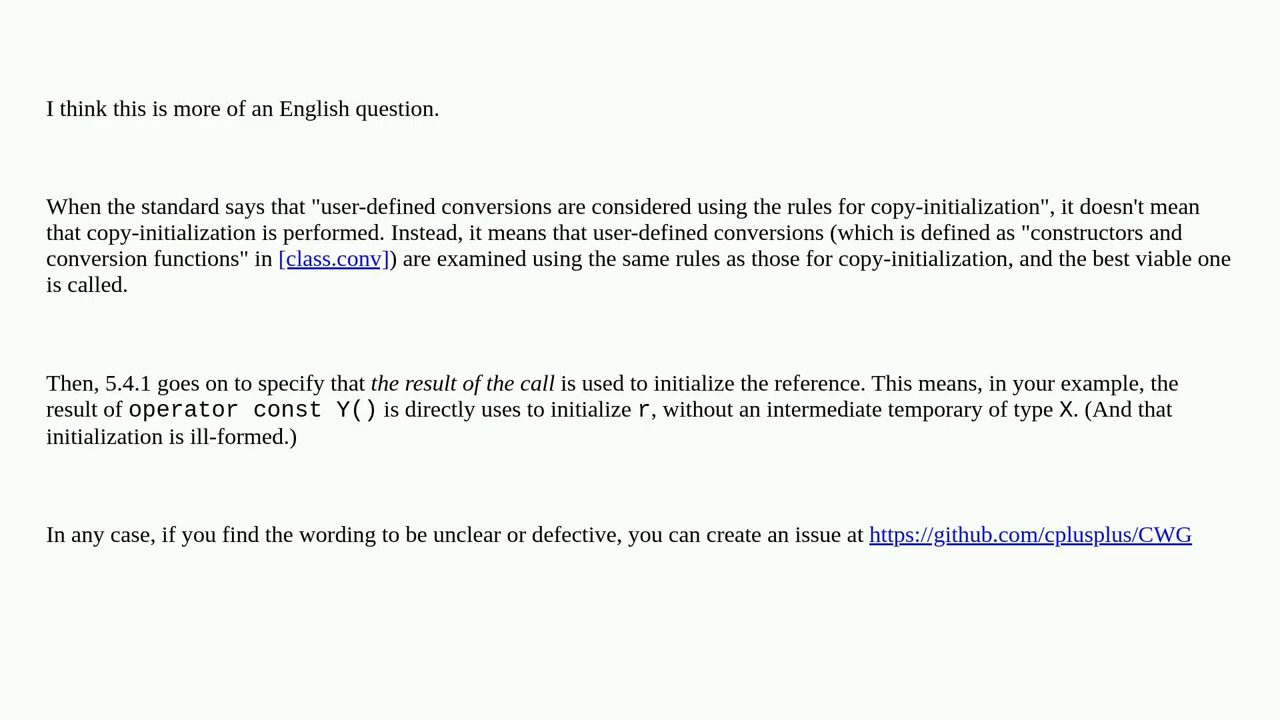 I think this is more of an English question.
When the standard says that "user-defined conversions are considered using the rules for copy-initialization", it doesn't mean
that copy-initialization is performed. Instead, it means that user-defined conversions (which is defined as "constructors and
conversion functions" in [class.conv]) are examined using the same rules as those for copy-initialization, and the best viable one
is called.
Then, 5.4.1 goes on to specify that the result of the call is used to initialize the reference. This means, in your example, the
result of operator const Y() is directly uses to initialize r, without an intermediate temporary of type X. (And that
initialization is ill-formed.)
In any case, if you find the wording to be unclear or defective, you can create an issue at https://github.com/cplusplus/CWG